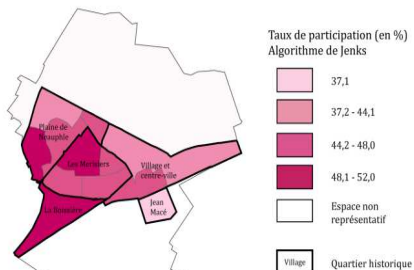 Taux de participation (en %)
Algorithme de Jenks
37,1
37,2 - 44,1
44,2 - 48,0
48,1 - 52,0
Espace non
représentatif
Village
Quartier historique
Plaine de
Neauphle
Les Merisiers
Village et
centre-ville
Jean
Macé
La Boissière